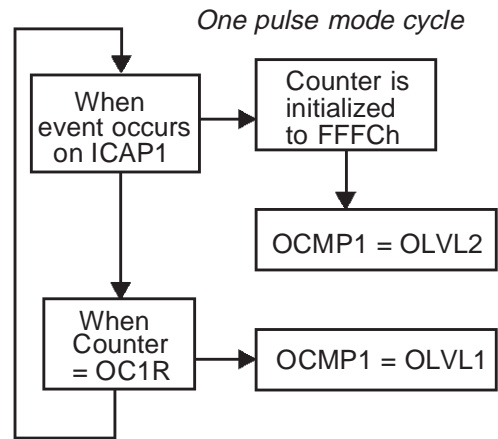 One pulse mode cycle
When
event occurs
on ICAP1
Counter is
initialized
to FFFCh
OCMP1 = OLVL2
When
Counter
= OC1R
OCMP1 = OLVL1